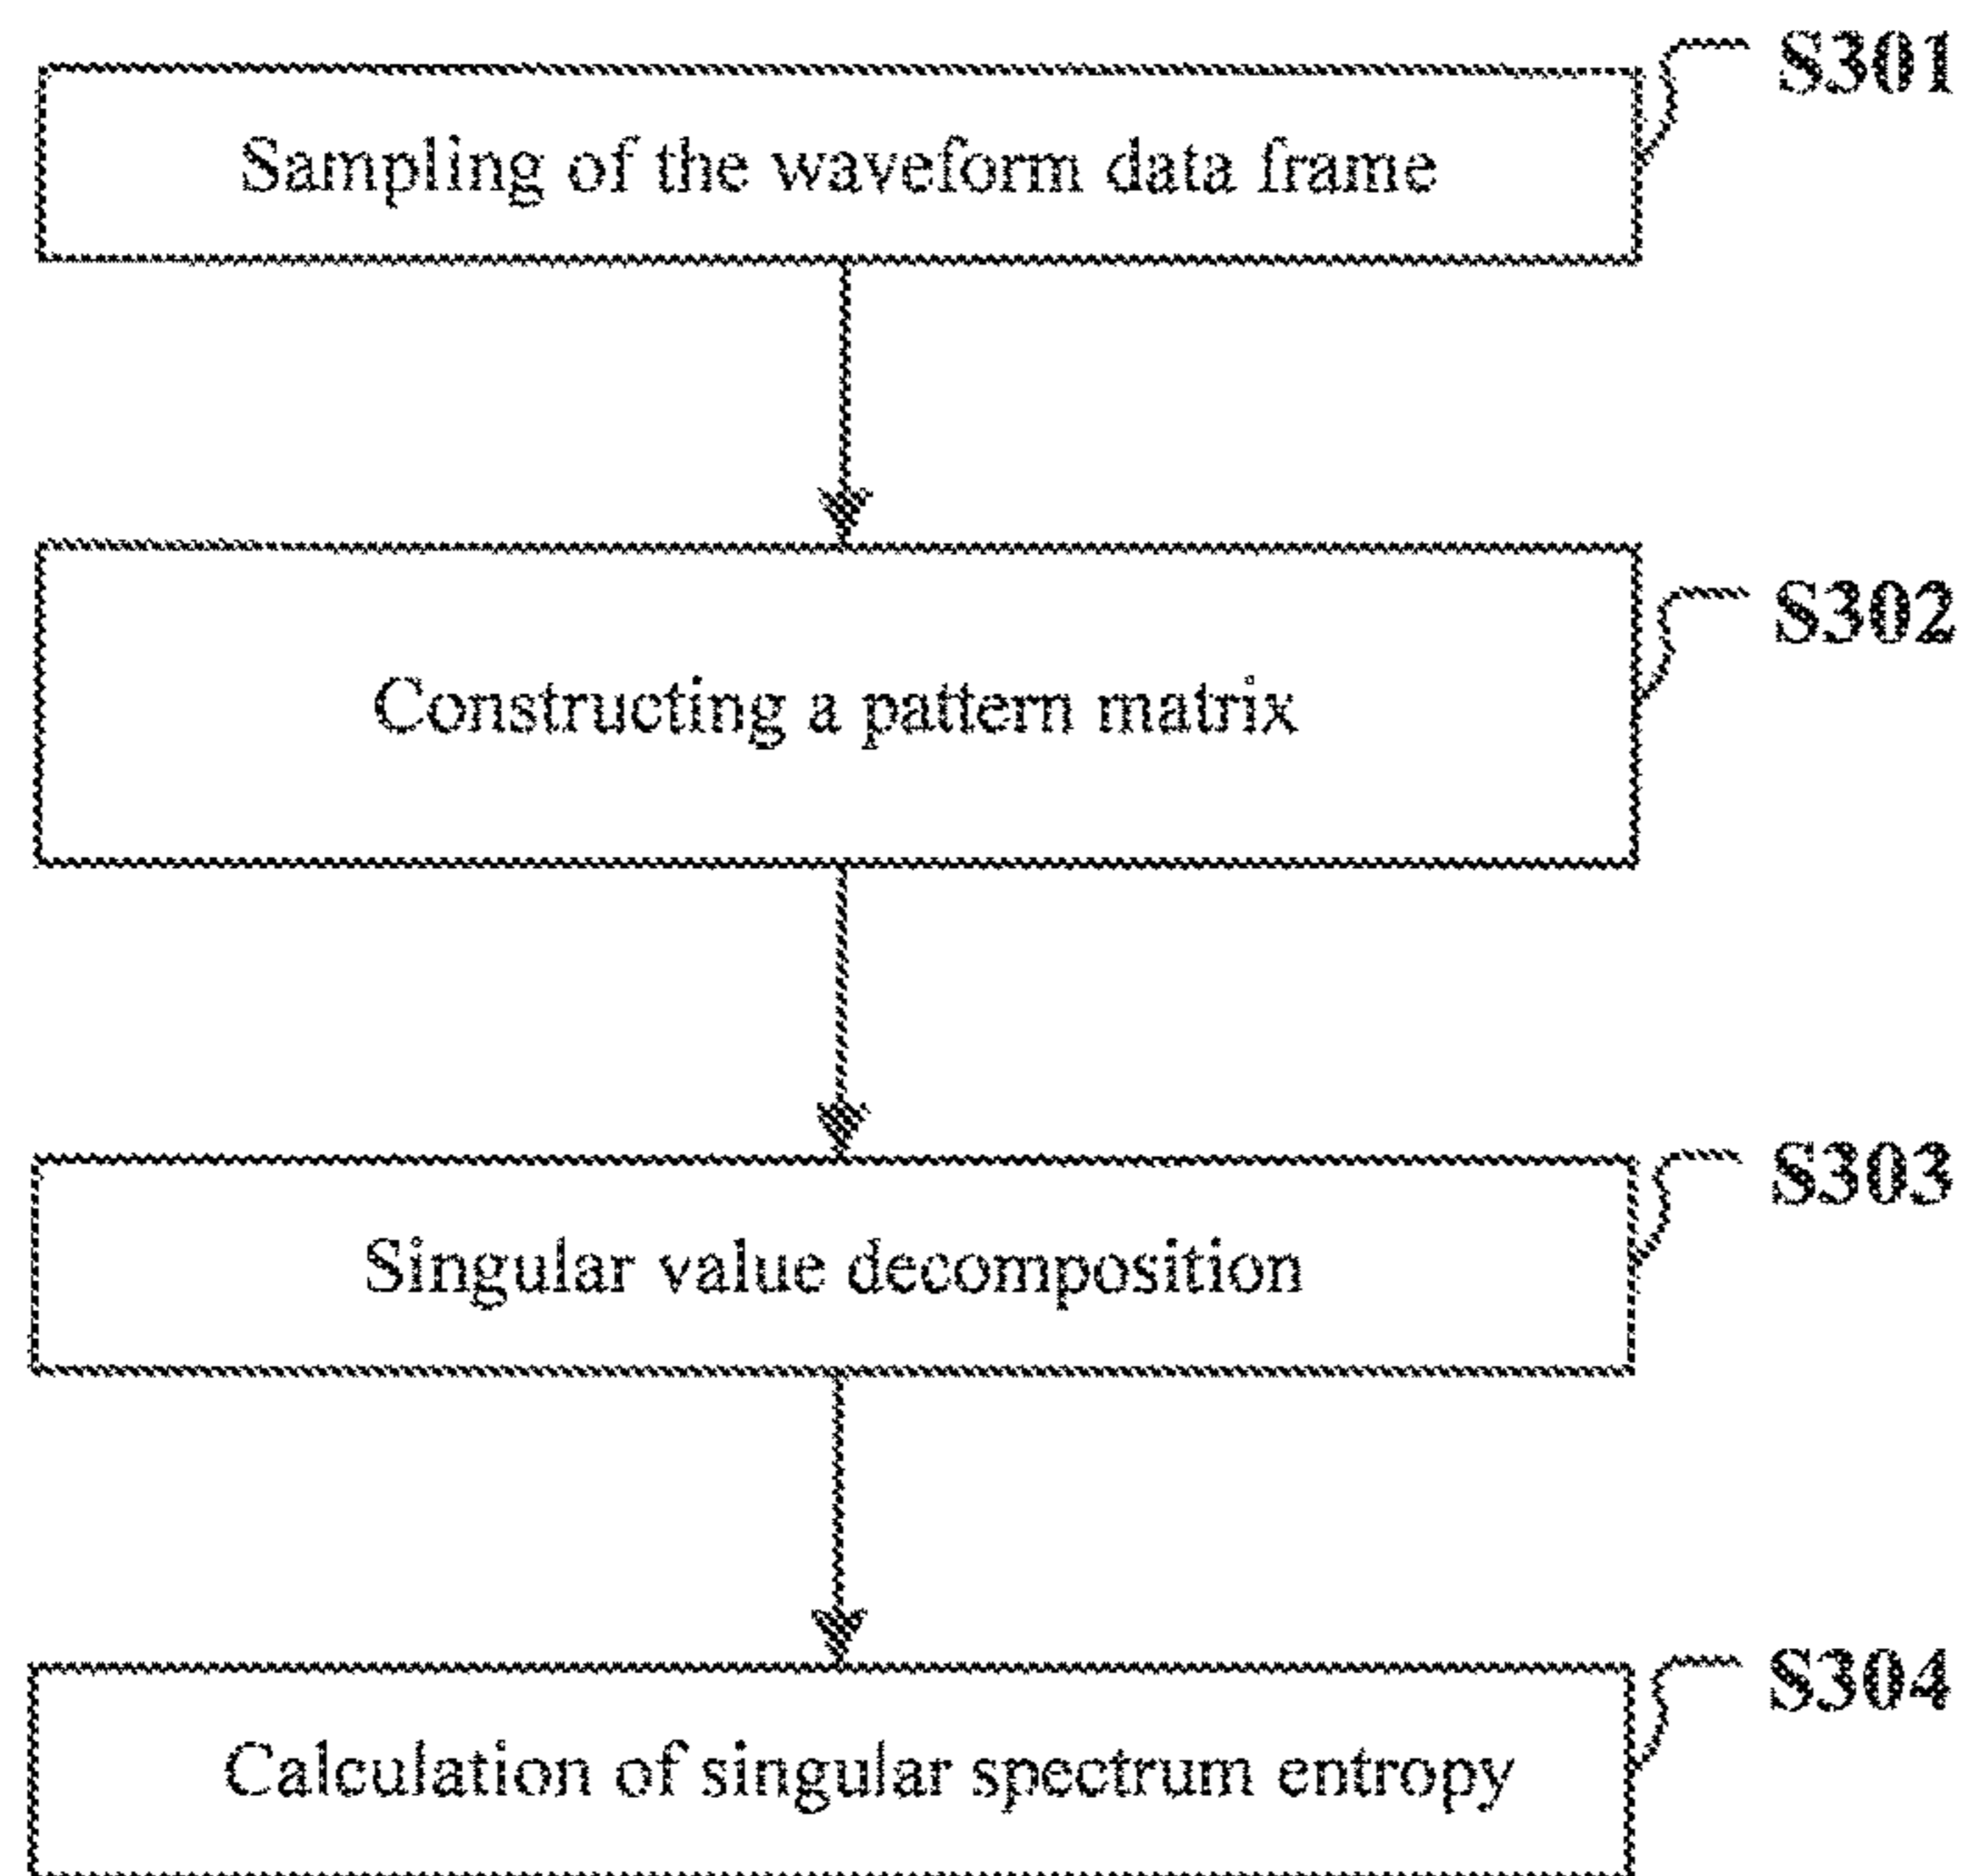 S301
Sampling of the waveform data frame
S302
Constructing a pattern matrix
S303
Singular value decomposition
S304
Calculation of singular spectrum entropy